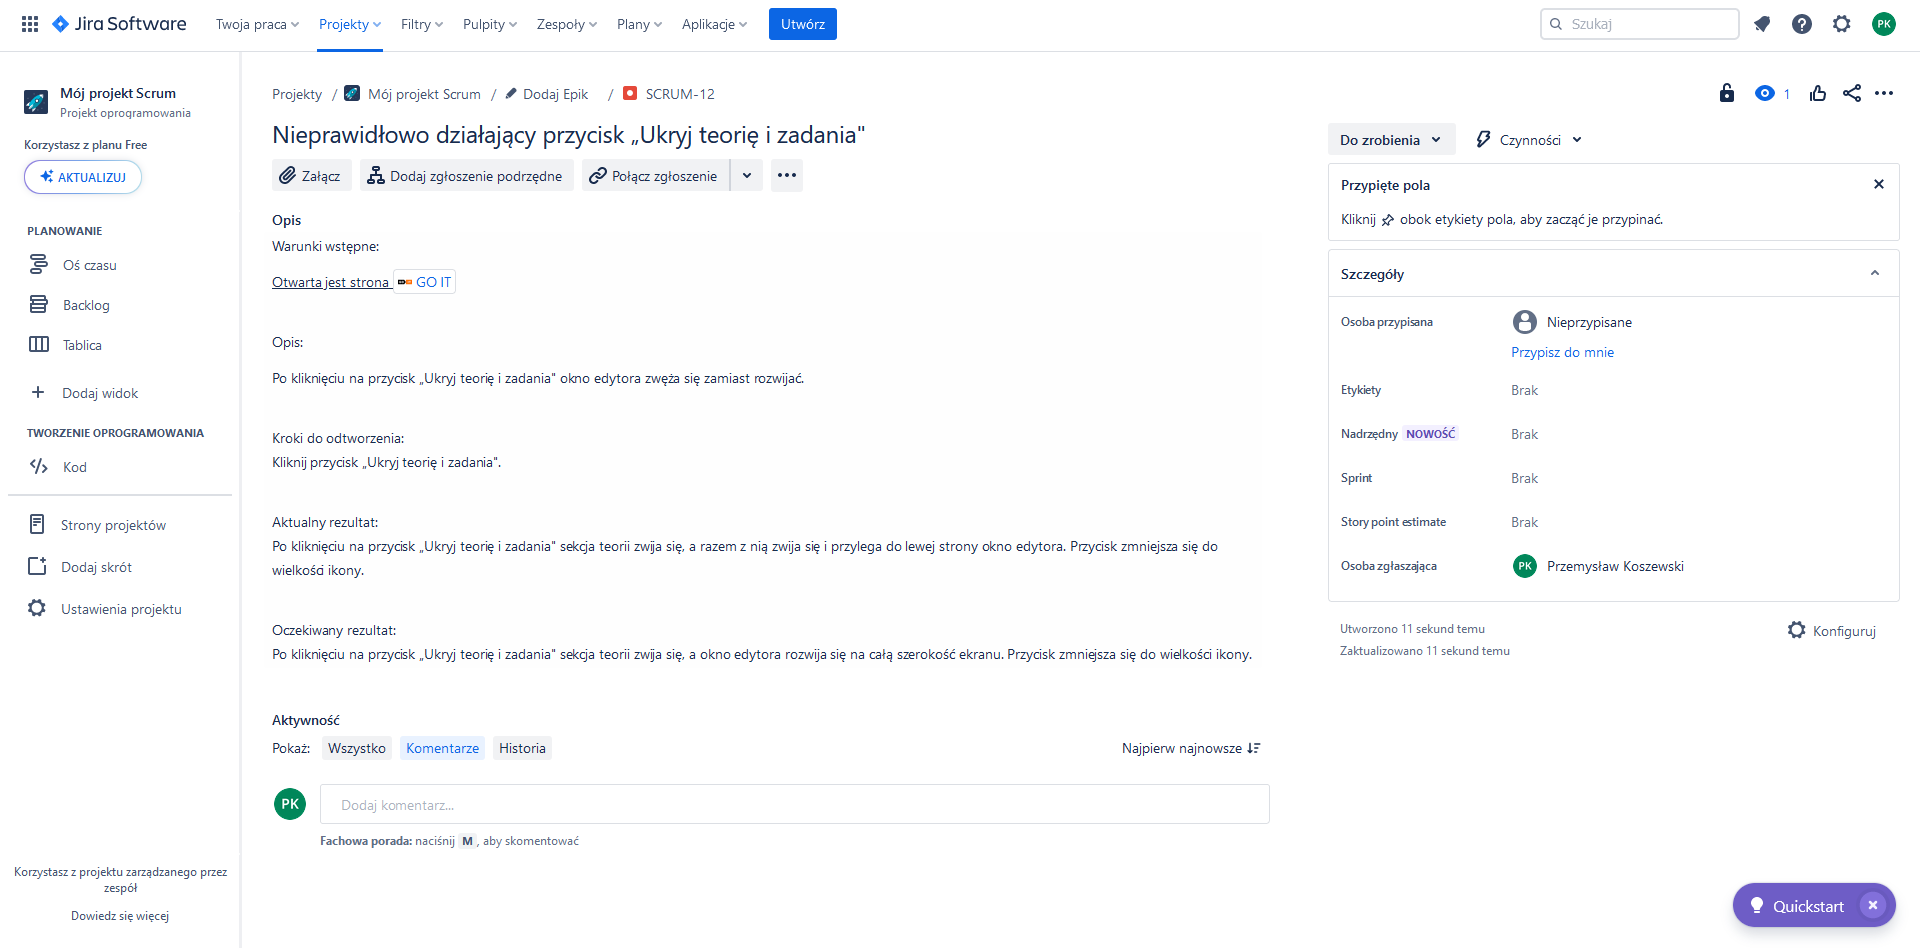 Jira Software
Twoja praca
Projekty
Filtry
Pulpity
Zespoły
Plany
Aplikacje
Utwórz
Szukaj
PK
Mój projekt Scrum
Projekt oprogramowania
Korzystasz z planu Free
AKTUALIZUJ
PLANOWANIE
Oś czasu
Backlog
Tablica
Dodaj widok
TWORZENIE OPROGRAMOWANIA
Kod
Strony projektów
Dodaj skrót
Ustawienia projektu
Korzystasz z projektu zarządzanego przez
zespół
Dowiedz się więcej
Projekty / Mój projekt Scrum / Dodaj Epik / SCRUM-12
Nieprawidłowo działający przycisk „Ukryj teorię i zadania"
Załącz
Dodaj zgłoszenie podrzędne
Połącz zgłoszenie
Opis
Warunki wstępne:
Otwarta jest strona GO IT
Opis:
Po kliknięciu na przycisk „Ukryj teorię i zadania" okno edytora zwęża się zamiast rozwijać.
Kroki do odtworzenia:
Kliknij przycisk „Ukryj teorię i zadania".
Aktualny rezultat:
Po kliknięciu na przycisk „Ukryj teorię i zadania" sekcja teorii zwija się, a razem z nią zwija się i przylega do lewej strony okno edytora. Przycisk zmniejsza się do
wielkości ikony.
Oczekiwany rezultat:
Po kliknięciu na przycisk „Ukryj teorię i zadania" sekcja teorii zwija się, a okno edytora rozwija się na całą szerokość ekranu. Przycisk zmniejsza się do wielkości ikony.
Aktywność
Pokaż: Wszystko Komentarze Historia
Najpierw najnowsze
PK
Dodaj komentarz...
Fachowa porada: naciśnij M, aby skomentować
1
Do zrobienia
Czynności
Przypięte pola
Kliknij obok etykiety pola, aby zacząć je przypinać.
Szczegóły
Osoba przypisana
Nieprzypisane
Przypisz do mnie
Etykiety
Brak
Nadrzędny NOWOŚĆ
Brak
Sprint
Brak
Story point estimate
Brak
Osoba zgłaszająca
PK Przemysław Koszewski
Utworzono 11 sekund temu
Zaktualizowano 11 sekund temu
Konfiguruj
Quickstart